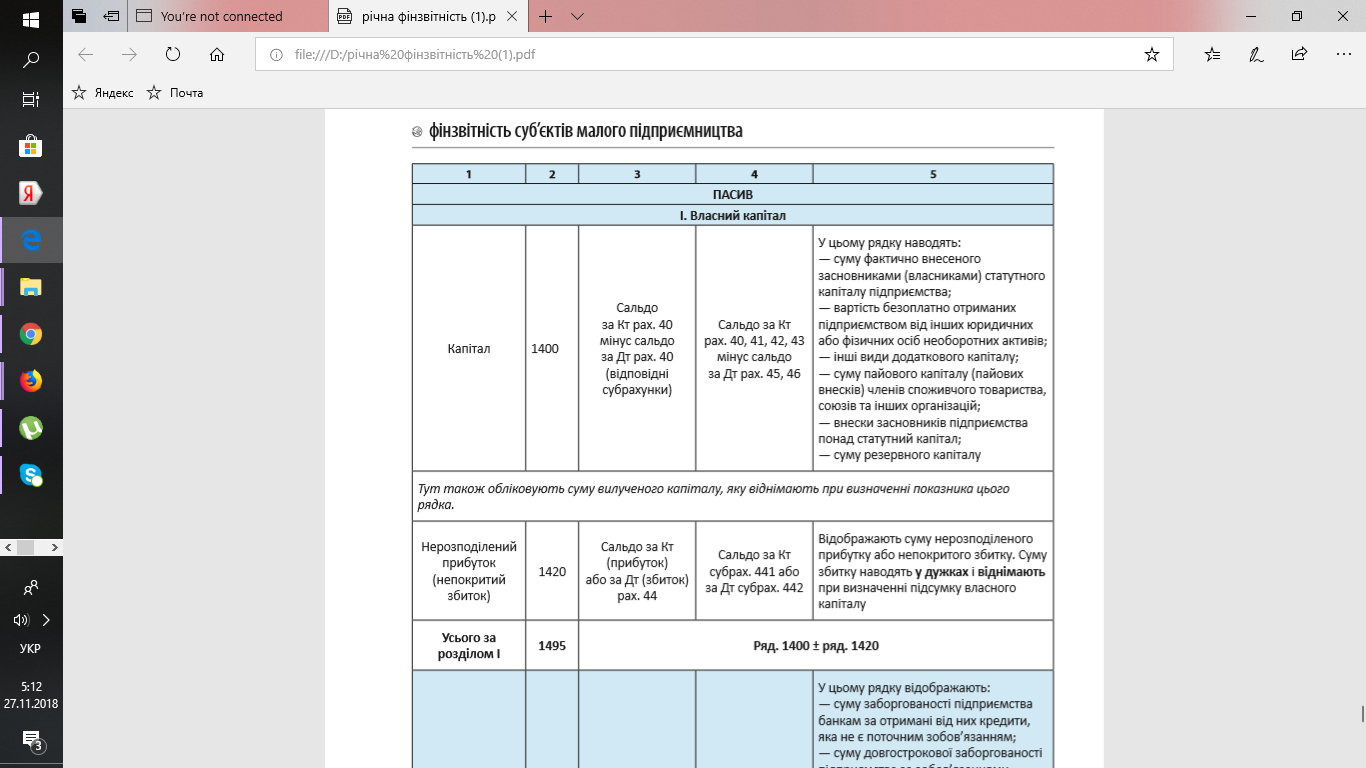 You're not connected
річна фінзвітність (1).p
file:///D:/річна%20фінзвітність%20(1).pdf
Яндекс
Почта
фінзвітність суб'єктів малого підприємництва
1 2 3 4 5
ПАСИВ
I. Власний капітал
Капітал
1400
Сальдо
за Кт рах. 40
мінус сальдо
за Дт рах. 40
(відповідні
субрахунки)
Сальдо за Кт
рах. 40, 41, 42, 43
мінус сальдо
за Дт рах. 45, 46
У цьому рядку наводять:
— суму фактично внесеного
засновниками (власниками) статутного
капіталу підприємства;
— вартість безоплатно отриманих
підприємством від інших юридичних
або фізичних осіб необоротних активів;
— інші види додаткового капіталу;
— суму пайового капіталу (пайових
внесків) членів споживчого товариства,
союзів та інших організацій;
— внески засновників підприємства
понад статутний капітал;
— суму резервного капіталу
Тут також обліковують суму вилученого капіталу, яку віднімають при визначенні показника цього
рядка.
Нерозподілений
прибуток
(непокритий
збиток)
1420
Сальдо за Кт
(прибуток)
або за Дт (збиток)
рах. 44
Сальдо за Кт
субрах. 441 або
за Дт субрах. 442
Відображають суму нерозподіленого
прибутку або непокритого збитку. Суму
збитку наводять у дужках і віднімають
при визначенні підсумку власного
капіталу
Усього за
розділом I
1495
Ряд. 1400 ± ряд. 1420
У цьому рядку відображають:
— суму заборгованості підприємства
банкам за отримані від них кредити,
яка не є поточним зобов'язанням;
— суму довгострокової заборгованості
УКР
5:12
27.11.2018
3